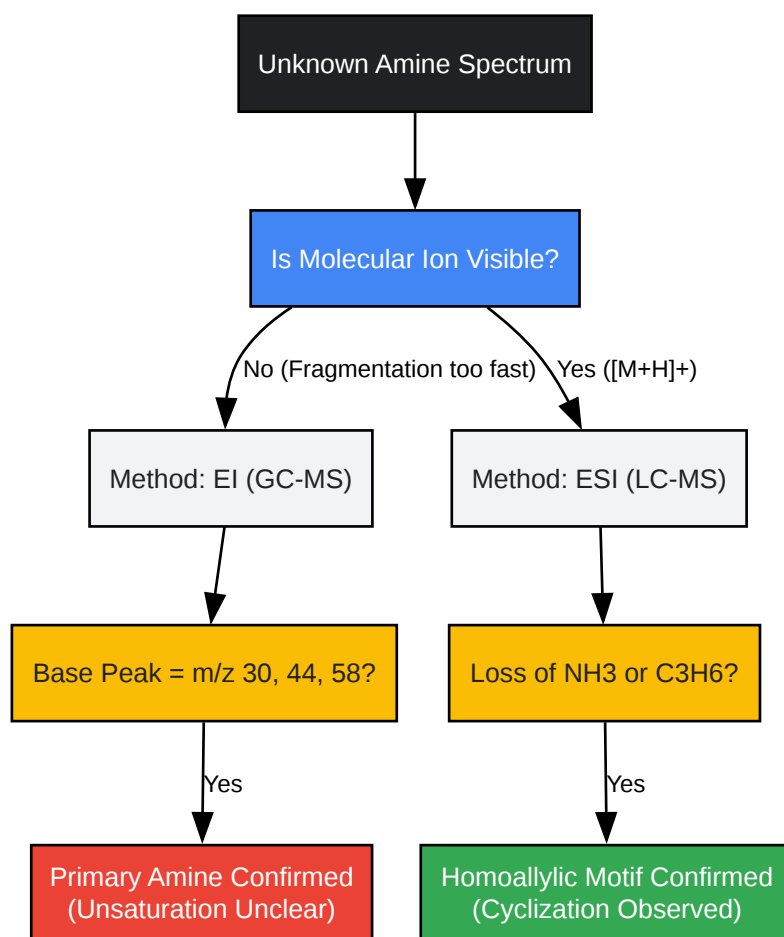 Unknown Amine Spectrum
Is Molecular Ion Visible?
No (Fragmentation too fast)
Yes ([M+H]+)
Method: EI (GC-MS)
Method: ESI (LC-MS)
Base Peak = m/z 30, 44, 58?
Loss of NH3 or C3H6?
Yes
Yes
Primary Amine Confirmed
(Unsaturation Unclear)
Homoallylic Motif Confirmed
(Cyclization Observed)